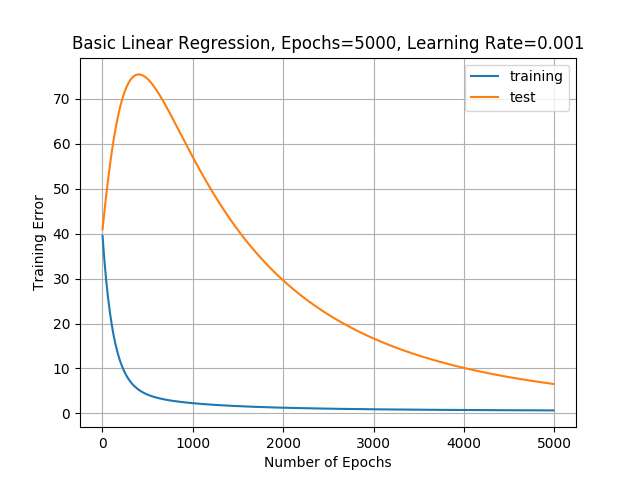 Basic Linear Regression, Epochs=5000, Learning Rate=0.001
training
test
Training Error
70
60
50
40
30
20
10
0
0 1000 2000 3000 4000 5000
Number of Epochs